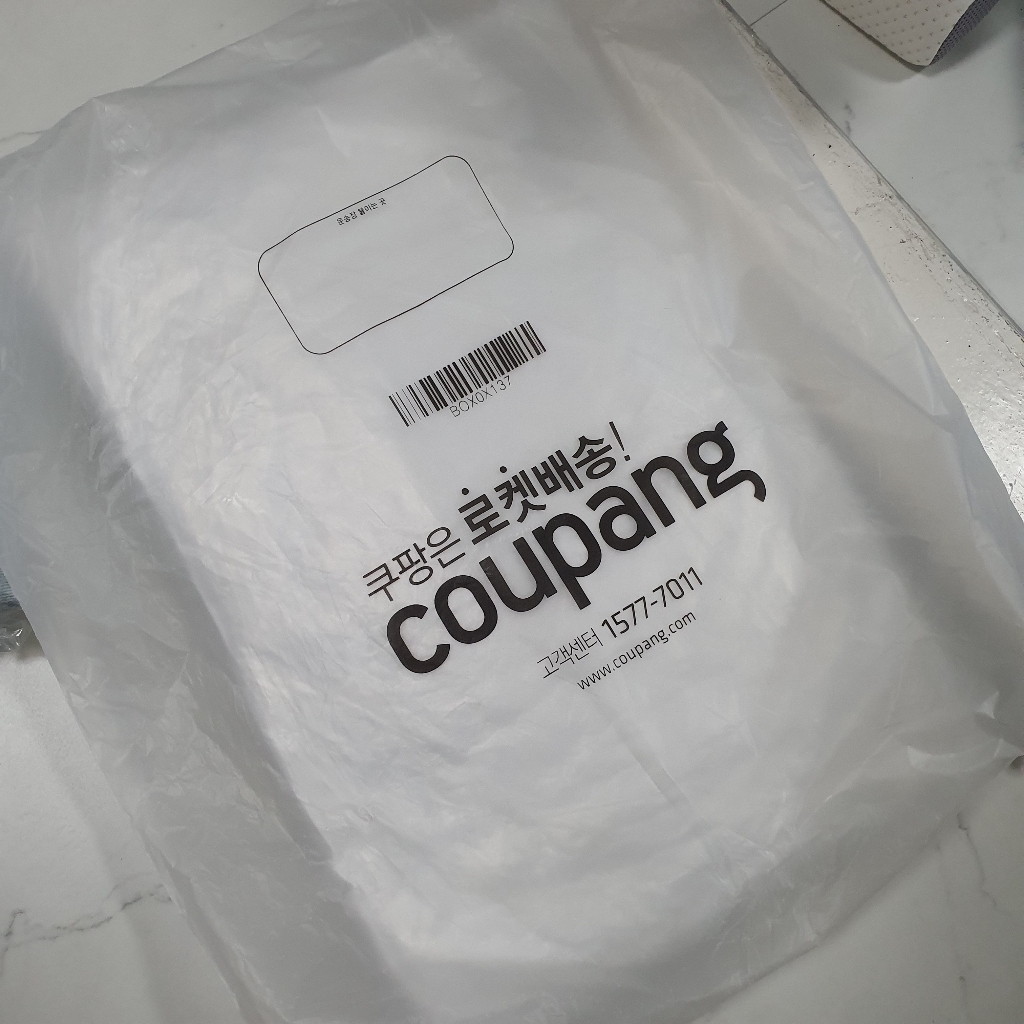 운송장 붙이는 곳
BOX0X137
쿠팡은 로켓배송!
coupang
고객센터 1577-7011
www.coupang.com